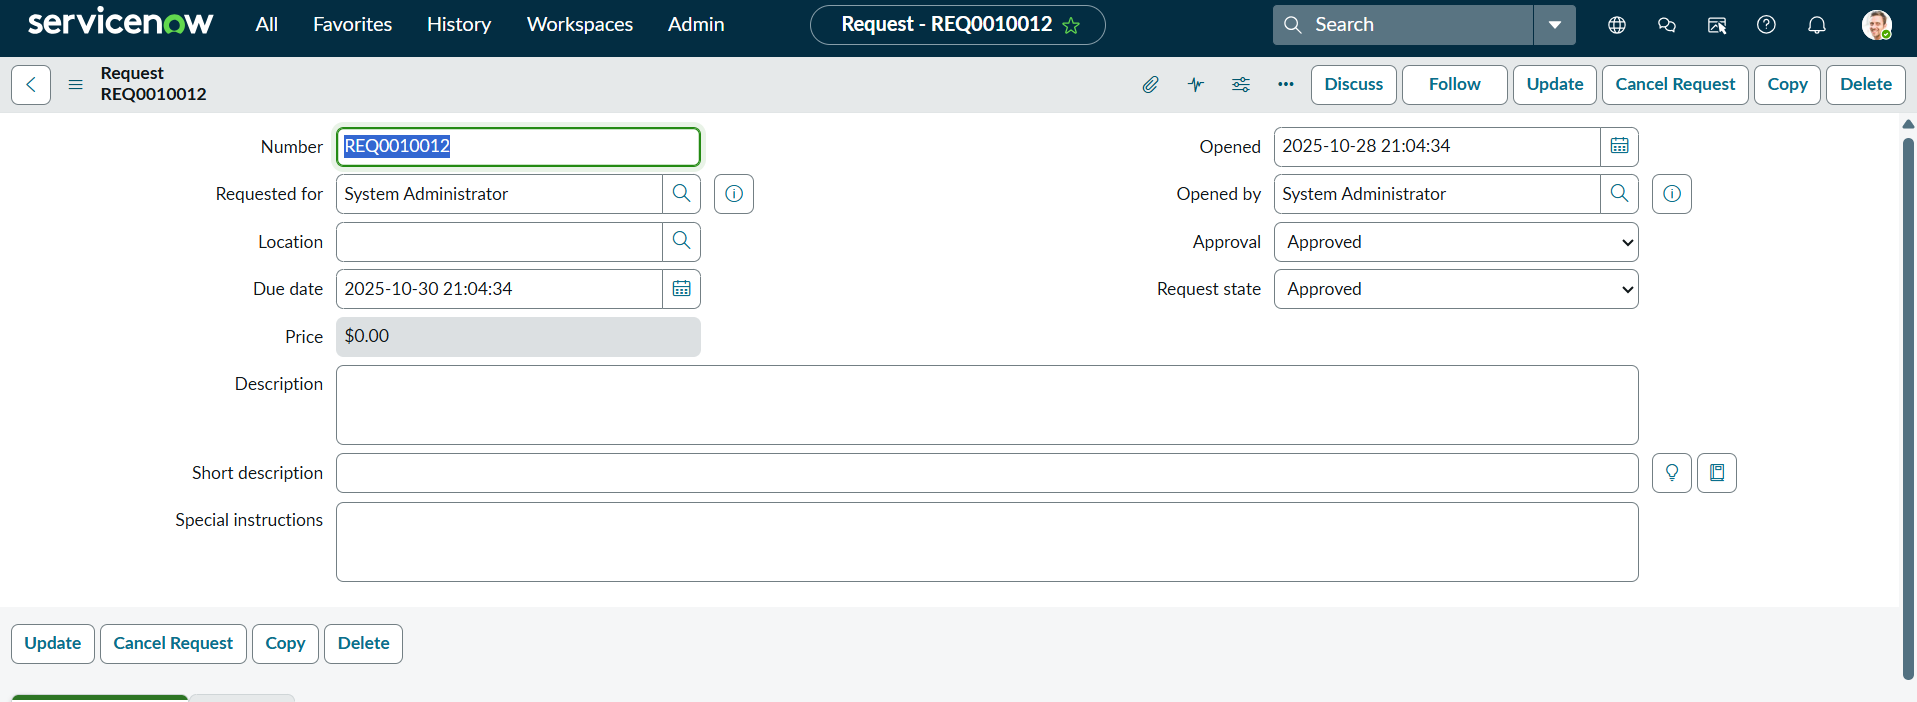 servicenow All Favorites History Workspaces Admin Request - REQ0010012 Search
Request
REQ0010012
Discuss Follow Update Cancel Request Copy Delete
Number REQ0010012 Opened 2025-10-28 21:04:34
Requested for System Administrator Opened by System Administrator
Location Approval Approved
Due date 2025-10-30 21:04:34 Request state Approved
Price $0.00
Description
Short description
Special instructions
Update Cancel Request Copy Delete